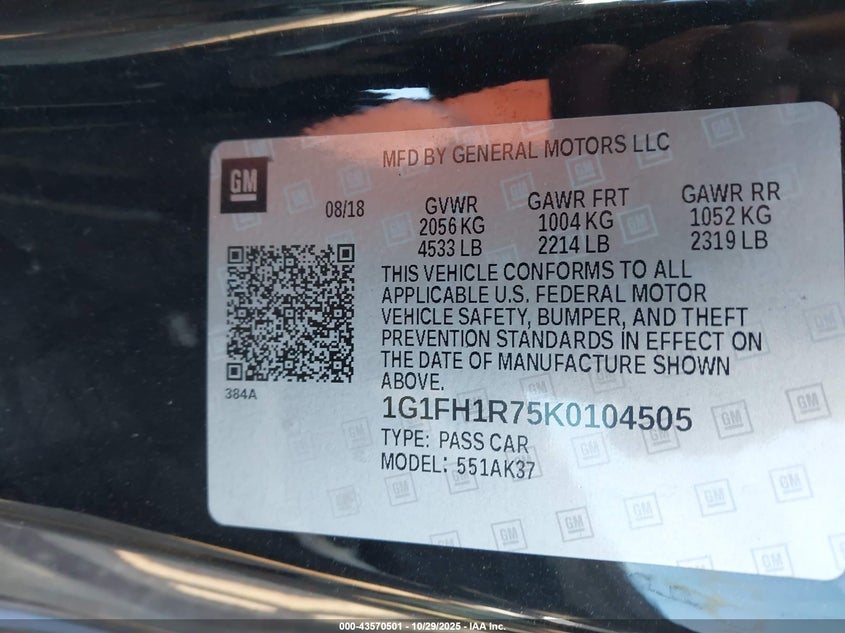 MFD BY GENERAL MOTORS LLC
GM
08/18
GVWR
2056 KG
4533 LB
GAWR FRT
1004 KG
2214 LB
GAWR RR
1052 KG
2319 LB
THIS VEHICLE CONFORMS TO ALL
APPLICABLE U.S. FEDERAL MOTOR
VEHICLE SAFETY, BUMPER, AND THEFT
PREVENTION STANDARDS IN EFFECT ON
THE DATE OF MANUFACTURE SHOWN
ABOVE.
384A
1G1FH1R75K0104505
TYPE: PASS CAR
MODEL: 551AK37
000-43570501 - 10/29/2025 - IAA Inc.